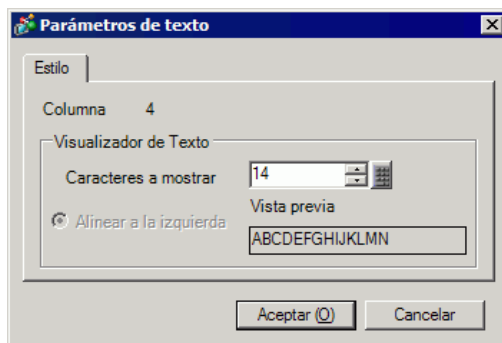 Parámetros de texto
Estilo
Columna 4
Visualizador de Texto
Caracteres a mostrar 14
Alinear a la izquierda
Vista previa
ABCDEFGHIJKLMN
Aceptar (O) Cancelar